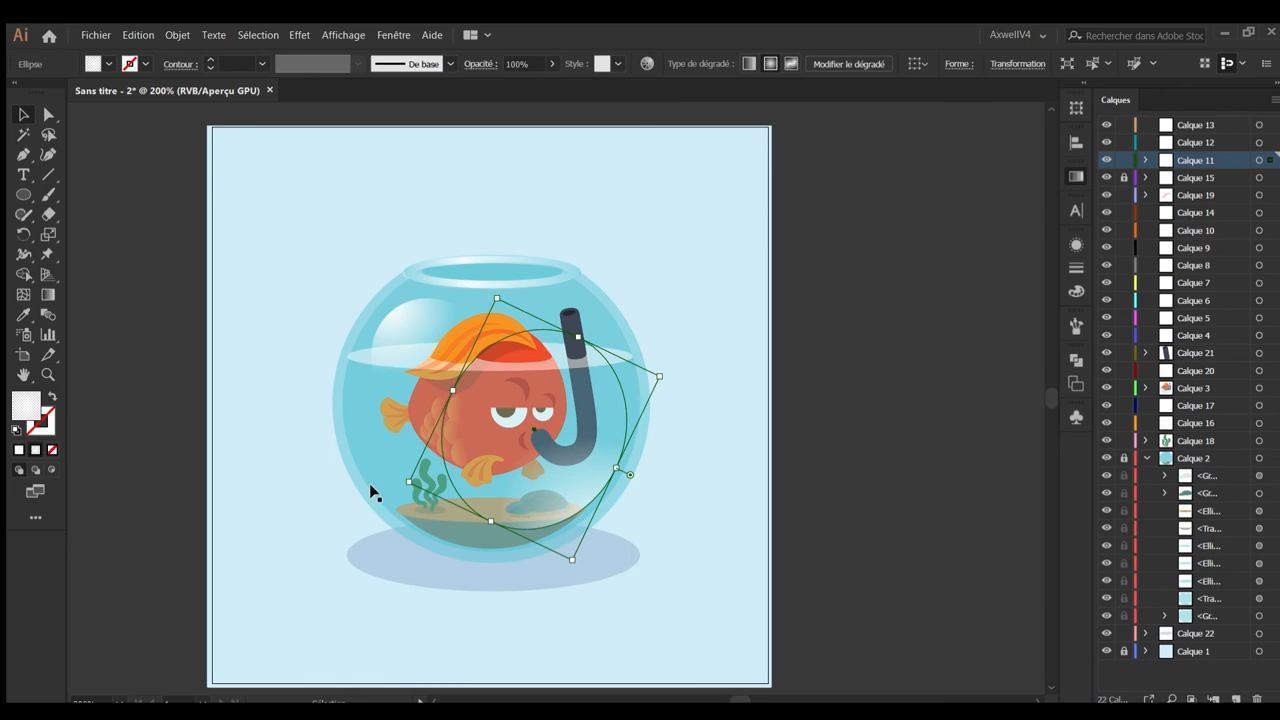 Ai Fichier Edition Objet Texte Sélection Effet Affichage Fenêtre Aide AxwellV4 Rechercher dans Adobe Stoc
Ellipse Contour : De base Opacité : 100% Style : Type de dégradé : Modifier le dégradé Forme : Transformation
Sans titre - 2* @ 200% (RVB/Aperçu GPU) ×
Calques
Calque 13
Calque 12
Calque 11
Calque 15
Calque 19
Calque 14
Calque 10
Calque 9
Calque 8
Calque 7
Calque 6
Calque 5
Calque 4
Calque 21
Calque 20
Calque 3
Calque 17
Calque 16
Calque 18
Calque 2
<Gr...
<Gr...
<Elli...
<Tra...
<Elli...
<Elli...
<Elli...
<Tra...
<Gr...
Calque 22
Calque 1
22 Cal...